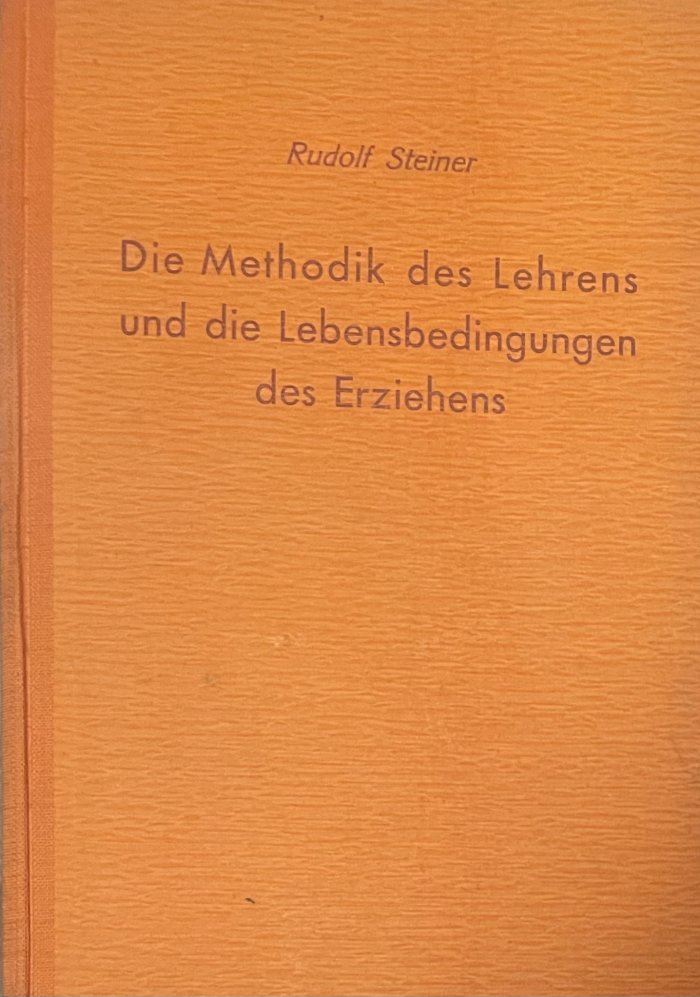 Rudolf Steiner
Die Methodik des Lehrens
und die Lebensbedingungen
des Erziehens